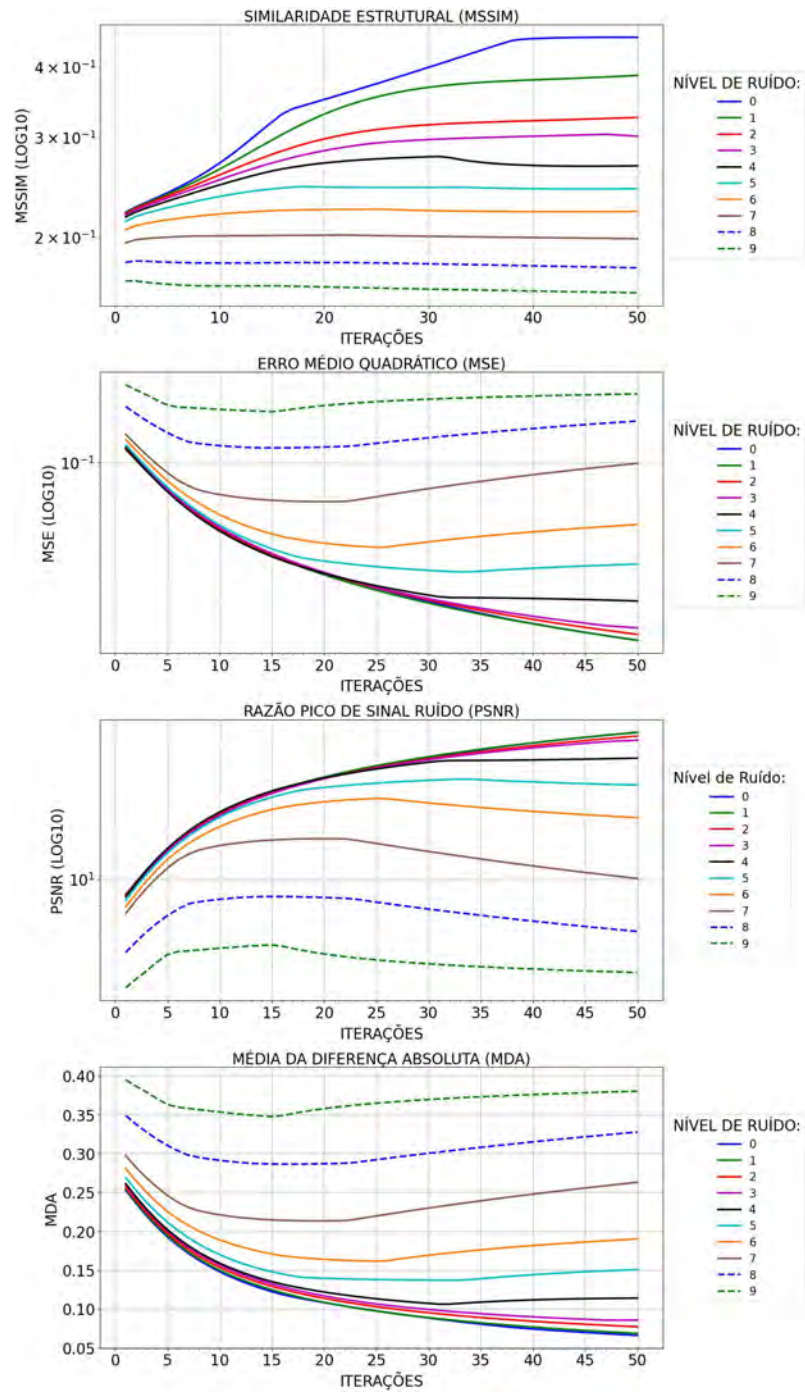 SIMILARIDADE ESTRUTURAL (MSSIM)
4 × 10⁻¹
3 × 10⁻¹
2 × 10⁻¹
MSSIM (LOG10)
0 10 20 30 40 50
ITERAÇÕES
NÍVEL DE RUÍDO:
0
1
2
3
4
5
6
7
8
9
ERRO MÉDIO QUADRÁTICO (MSE)
10⁻¹
MSE (LOG10)
0 5 10 15 20 25 30 35 40 45 50
ITERAÇÕES
NÍVEL DE RUÍDO:
0
1
2
3
4
5
6
7
8
9
RAZÃO PICO DE SINAL RUÍDO (PSNR)
10¹
PSNR (LOG10)
0 5 10 15 20 25 30 35 40 45 50
ITERAÇÕES
Nível de Ruído:
0
1
2
3
4
5
6
7
8
9
MÉDIA DA DIFERENÇA ABSOLUTA (MDA)
0.40
0.35
0.30
0.25
0.20
0.15
0.10
0.05
MDA
0 5 10 15 20 25 30 35 40 45 50
ITERAÇÕES
NÍVEL DE RUÍDO:
0
1
2
3
4
5
6
7
8
9